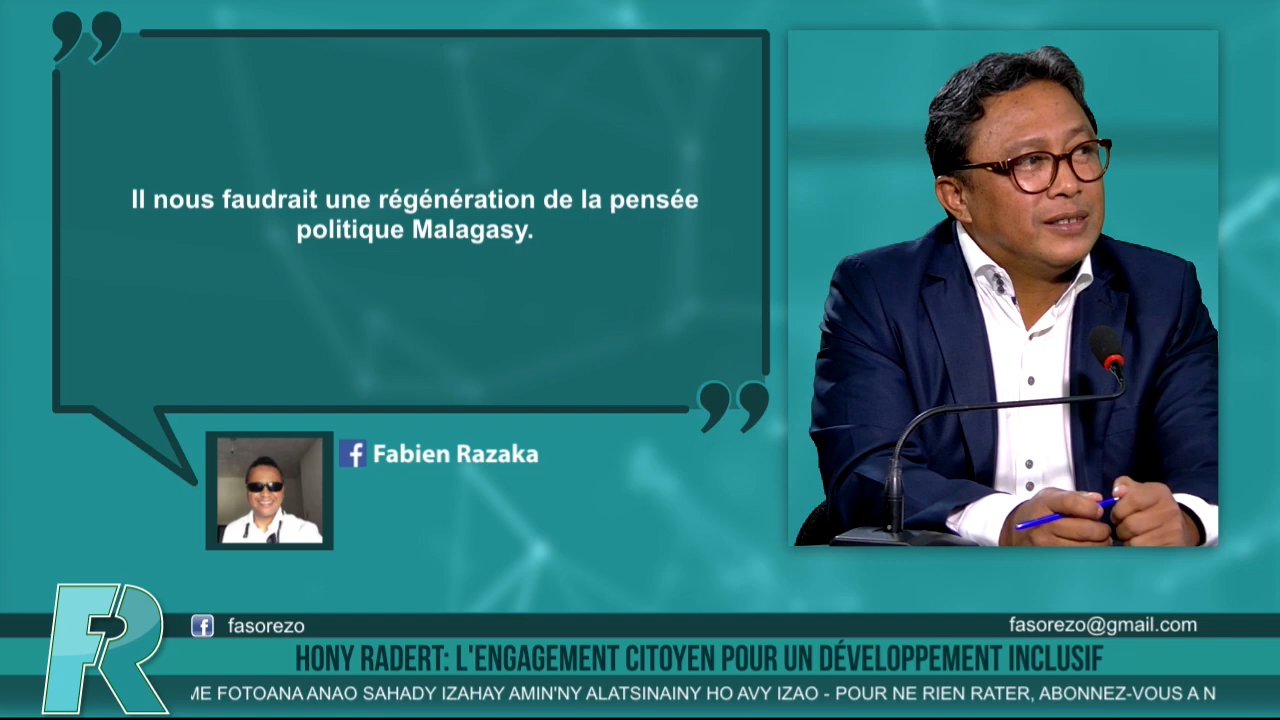 Il nous faudrait une régénération de la pensée
politique Malagasy.
Fabien Razaka
FR
fasorezo
fasorezo@gmail.com
HONY RADERT: L'ENGAGEMENT CITOYEN POUR UN DÉVELOPPEMENT INCLUSIF
FOTOANA ANAO SAHADY IZAHAY AMIN'NY ALATSINAINY HO AVY IZAO - POUR NE RIEN RATER, ABONNEZ-VOUS A N